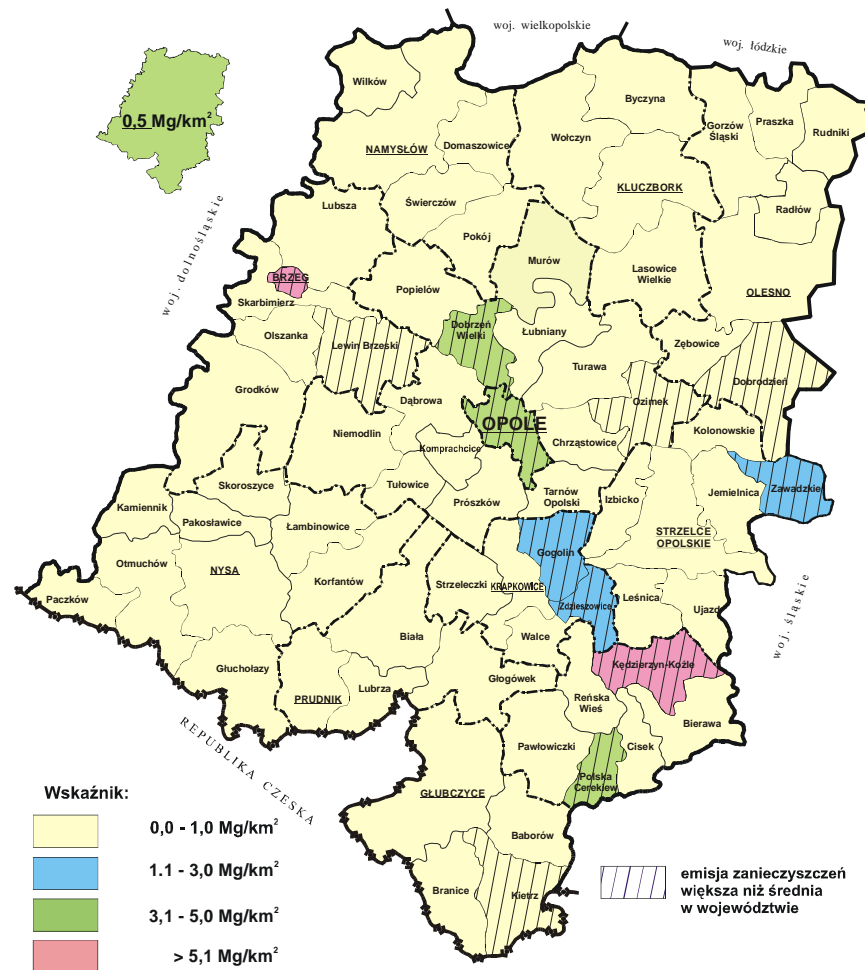 woj. wielkopolskie
woj. łódzkie
Wilków
Byczyna
0,5 Mg/km²
Gorzów
Śląski
Praszka
Rudniki
NAMYSŁÓW
Domaszowice
Wołczyn
KLUCZBORK
Lubsza
Świerczów
Radłów
Pokój
woj. dolnośląskie
Murów
Lasowice
Wielkie
BRZEG
Popielów
OLESNO
Skarbimierz
Olszanka
Lewin Brzeski
Dobrzeń
Wielki
Łubniany
Zębowice
Turawa
Grodków
Dąbrowa
Ozimek
Dobrodzień
OPOLE
Niemodlin
Komprachcice
Chrząstowice
Kolonowskie
Skoroszyce
Tułowice
Prószków
Tarnów
Opolski
Izbicko
Jemielnica
Zawadzkie
Kamiennik
Pakosławice
Łambinowice
STRZELCE
OPOLSKIE
Otmuchów
NYSA
Korfantów
Strzeleczki
KRAPKOWICE
Gogolin
Paczków
Zdzieszowice
Leśnica
Ujazd
woj. śląskie
Biała
Walce
Głuchołazy
Kędzierzyn-Koźle
PRUDNIK
Lubrza
Głogówek
Reńska
Wieś
Bierawa
REPUBLIKA CZESKA
Pawłowiczki
Cisek
Polska
Cerekiew
GŁUBCZYCE
Baborów
Branice
Kietrz
Wskaźnik:
0,0 - 1,0 Mg/km²
1.1 - 3,0 Mg/km²
3,1 - 5,0 Mg/km²
> 5,1 Mg/km²
emisja zanieczyszczeń
większa niż średnia
w województwie